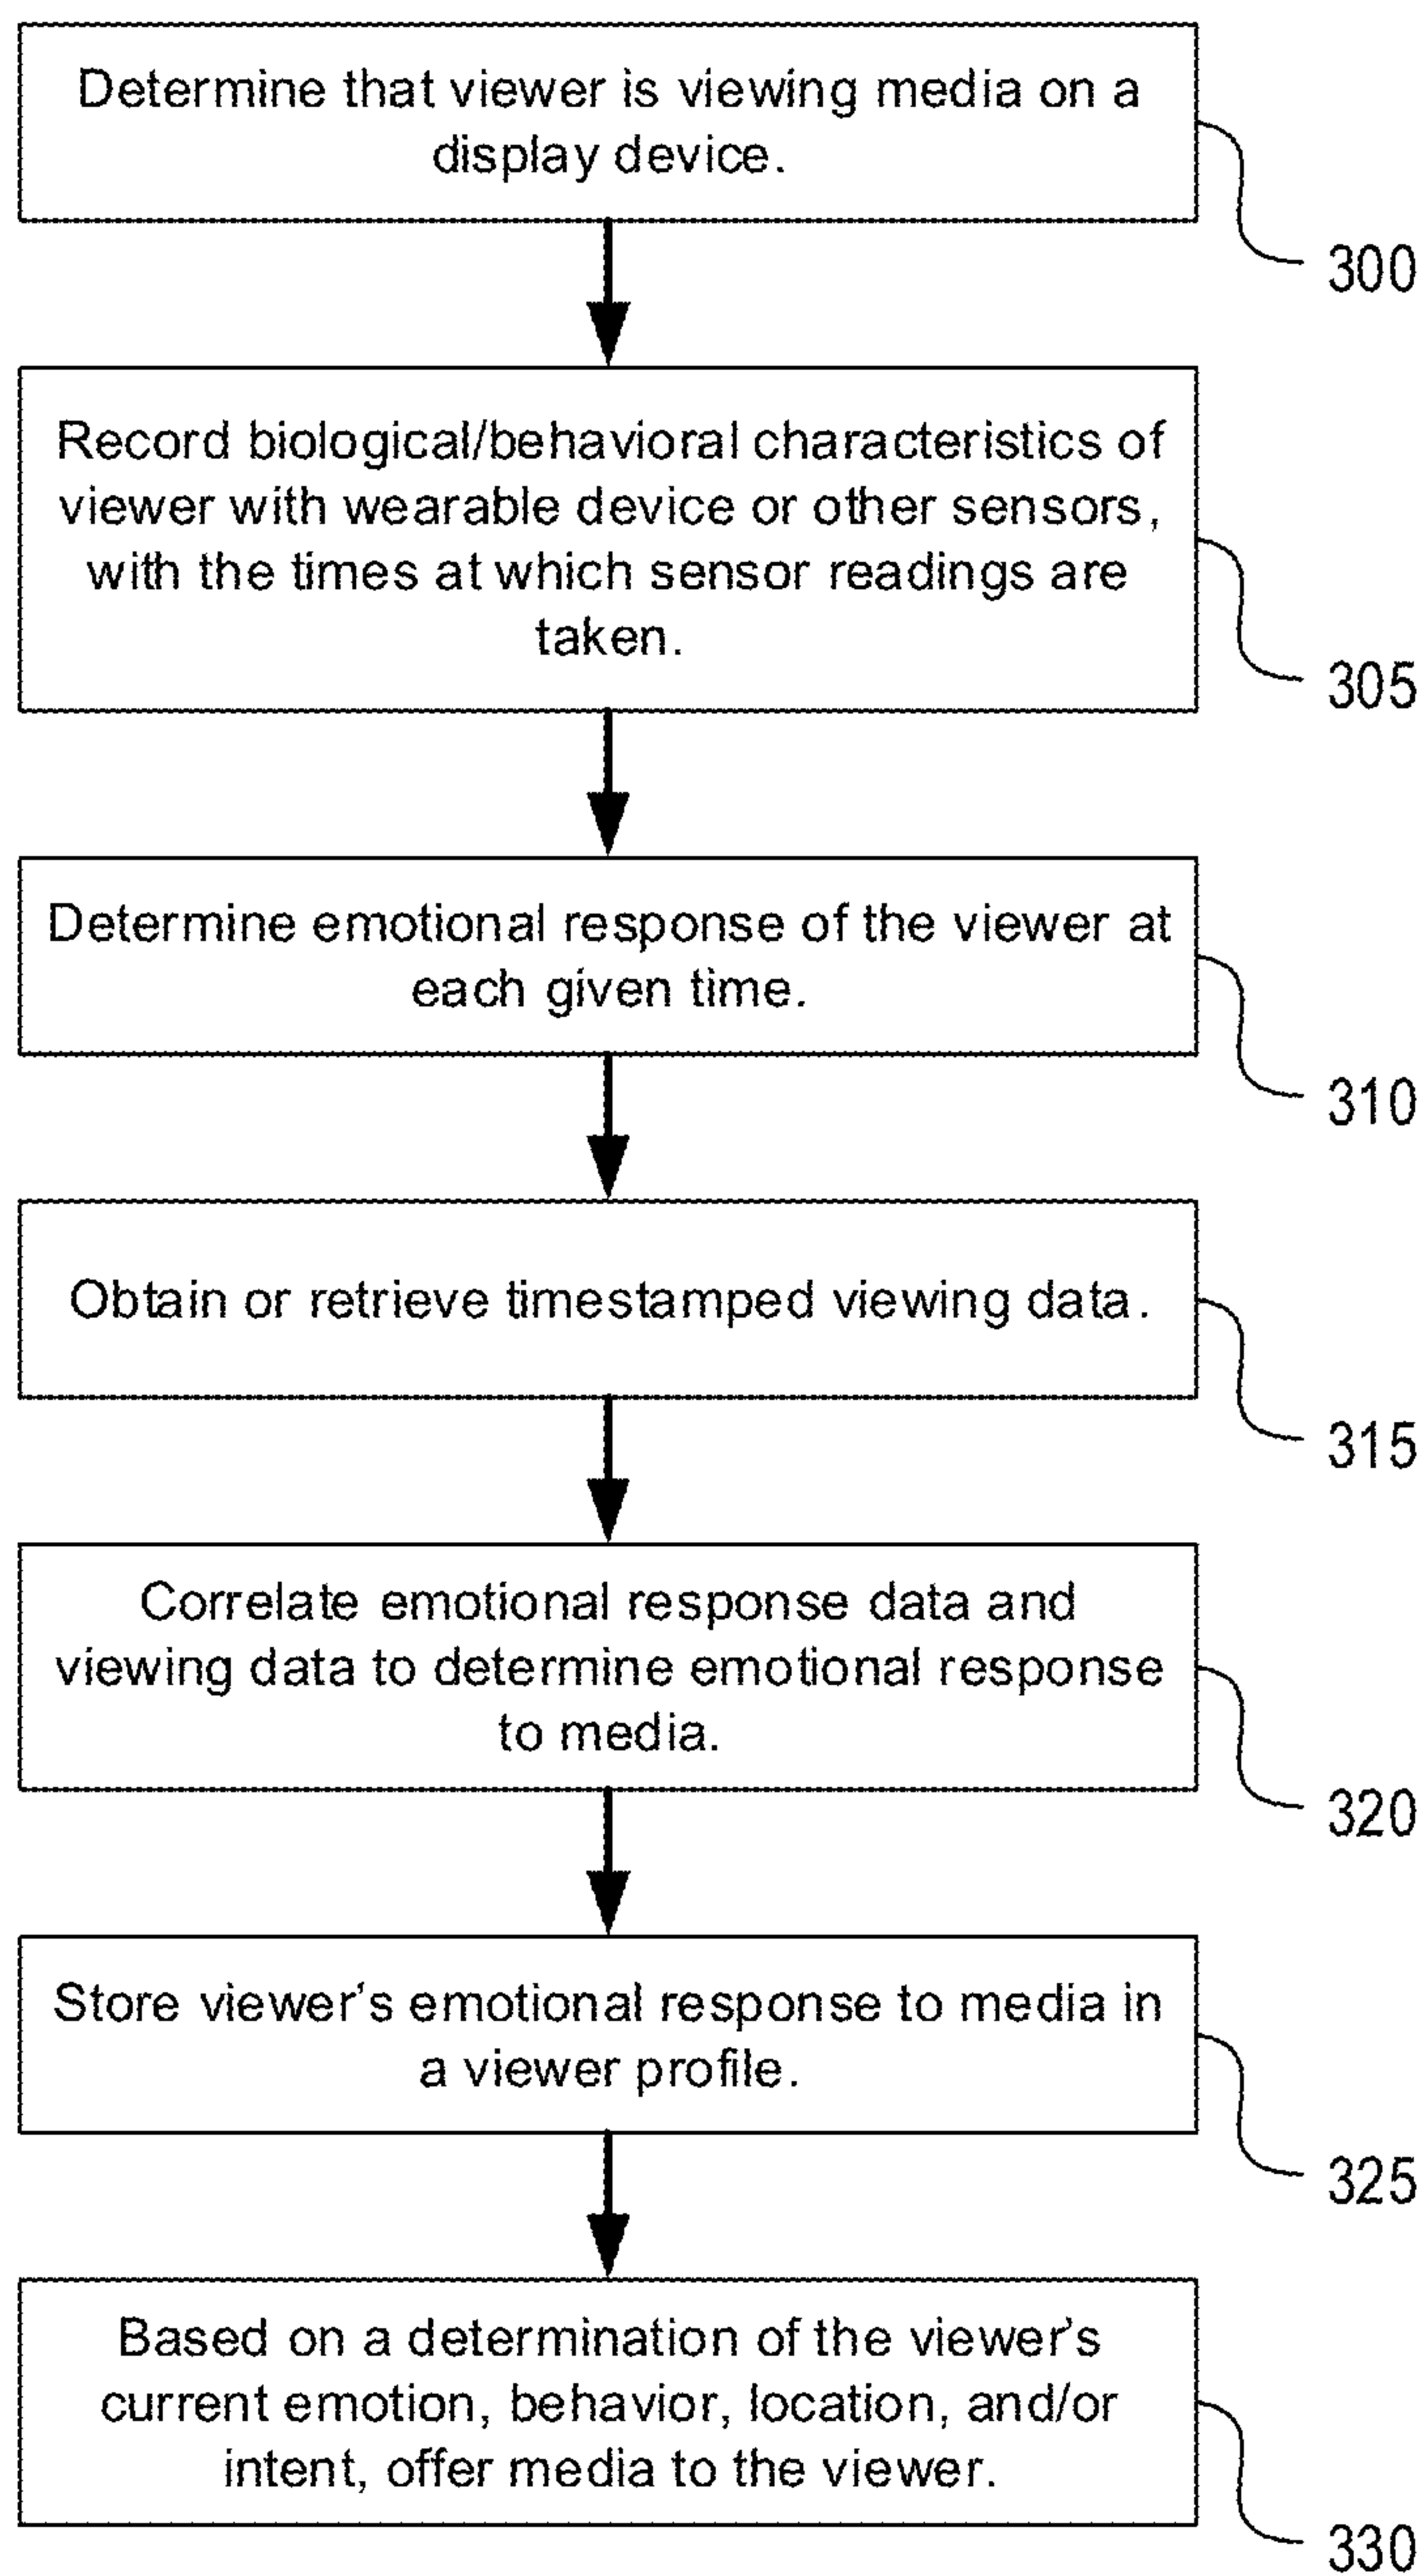 Determine that viewer is viewing media on a
display device.
300
Record biological/behavioral characteristics of
viewer with wearable device or other sensors,
with the times at which sensor readings are
taken.
305
Determine emotional response of the viewer at
each given time.
310
Obtain or retrieve timestamped viewing data.
315
Correlate emotional response data and
viewing data to determine emotional response
to media.
320
Store viewer's emotional response to media in
a viewer profile.
325
Based on a determination of the viewer's
current emotion, behavior, location, and/or
intent, offer media to the viewer.
330